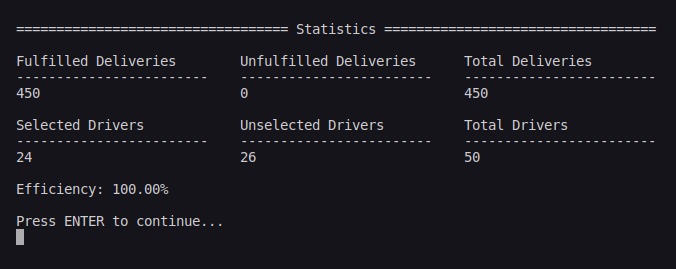 ================================== Statistics ==================================
Fulfilled Deliveries    Unfulfilled Deliveries    Total Deliveries
------------------------    ------------------------    ------------------------
450    0    450
Selected Drivers    Unselected Drivers    Total Drivers
------------------------    ------------------------    ------------------------
24    26    50
Efficiency: 100.00%
Press ENTER to continue...